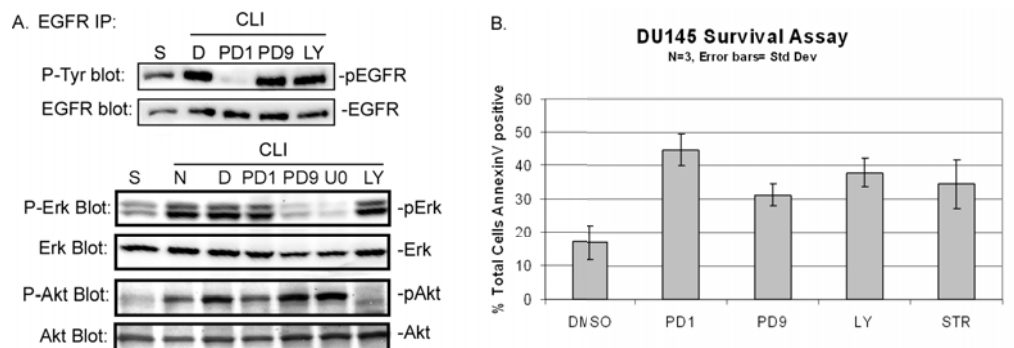 A. EGFR IP:
CLI
S D PD1 PD9 LY
P-Tyr blot: -pEGFR
EGFR blot: -EGFR
CLI
S N D PD1 PD9 U0 LY
P-Erk Blot: -pErk
Erk Blot: -Erk
P-Akt Blot: -pAkt
Akt Blot: -Akt
B.
DU145 Survival Assay
N=3, Error bars= Std Dev
% Total Cells AnnexinV positive
60
50
40
30
20
10
0
DMSO PD1 PD9 LY STR